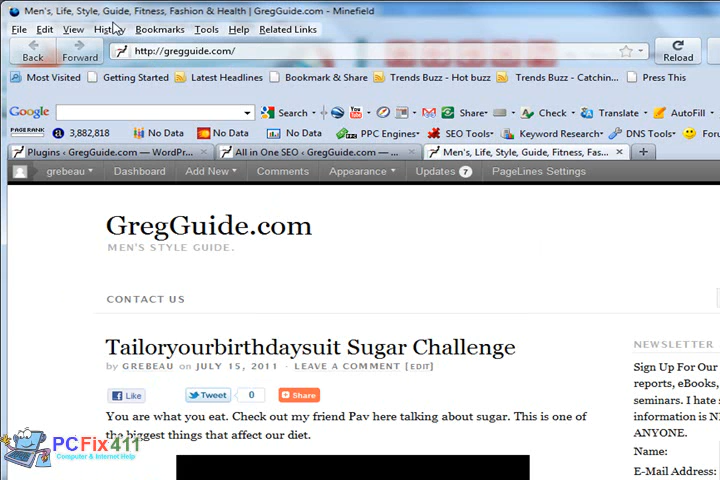 Men's, Life, Style, Guide, Fitness, Fashion & Health | GregGuide.com - Minefield
File Edit View History Bookmarks Tools Help Related Links
Back Forward http://gregguide.com/ Reload
Most Visited Getting Started Latest Headlines Bookmark & Share Trends Buzz - Hot buzz Trends Buzz - Catchin... Press This
Google Search Share Check Translate AutoFill
PAGERANK a 3,882,818 No Data No Data No Data PPC Engines SEO Tools Keyword Research DNS Tools Fo
Plugins ‹ GregGuide.com — WordPr... All in One SEO ‹ GregGuide.com — ... Men's, Life, Style, Guide, Fitness, Fas...
grebeau Dashboard Add New Comments Appearance Updates 7 PageLines Settings
GregGuide.com
MEN'S STYLE GUIDE.
CONTACT US
Tailoryourbirthdaysuit Sugar Challenge
by GREBEAU on JULY 15, 2011 · LEAVE A COMMENT [EDIT]
Like Tweet 0 Share
You are what you eat. Check out my friend Pav here talking about sugar. This is one of
the biggest things that affect our diet.
NEWSLETTER
Sign Up For Our
reports, eBooks,
seminars. I hate s
information is N
ANYONE.
Name:
E-Mail Address:
PCFix411
Computer & Internet Help